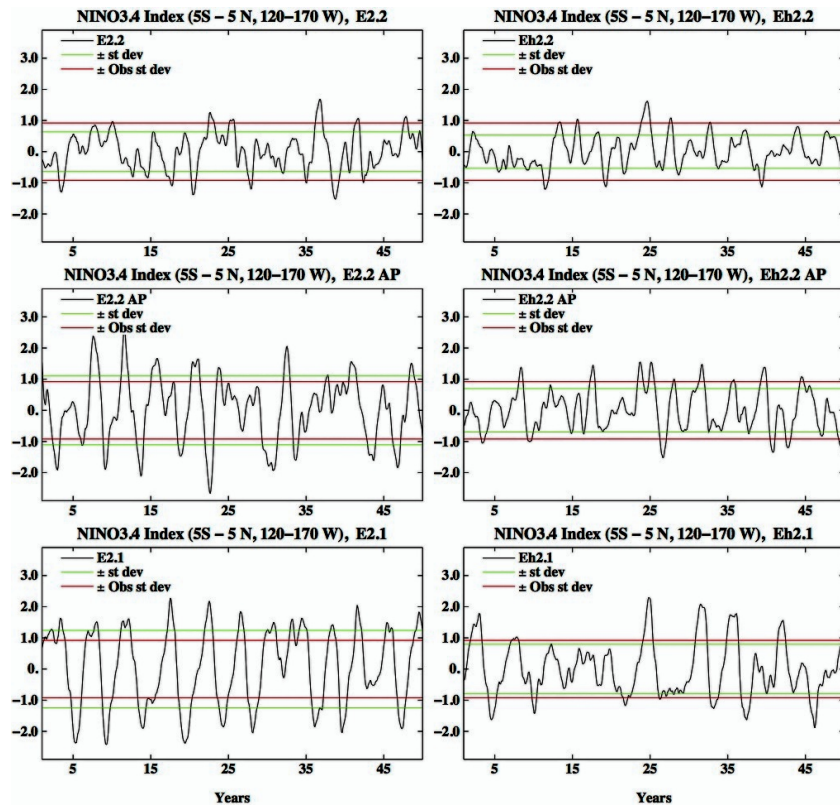 NINO3.4 Index (5S – 5 N, 120–170 W), E2.2
E2.2
± st dev
± Obs st dev
3.0
2.0
1.0
0.
−1.0
−2.0
5 15 25 35 45
NINO3.4 Index (5S – 5 N, 120–170 W), Eh2.2
Eh2.2
± st dev
± Obs st dev
3.0
2.0
1.0
0.
−1.0
−2.0
5 15 25 35 45
NINO3.4 Index (5S – 5 N, 120–170 W), E2.2 AP
E2.2 AP
± st dev
± Obs st dev
3.0
2.0
1.0
0.
−1.0
−2.0
5 15 25 35 45
NINO3.4 Index (5S – 5 N, 120–170 W), Eh2.2 AP
Eh2.2 AP
± st dev
± Obs st dev
3.0
2.0
1.0
0.
−1.0
−2.0
5 15 25 35 45
NINO3.4 Index (5S – 5 N, 120–170 W), E2.1
E2.1
± st dev
± Obs st dev
3.0
2.0
1.0
0.
−1.0
−2.0
5 15 25 35 45
Years
NINO3.4 Index (5S – 5 N, 120–170 W), Eh2.1
Eh2.1
± st dev
± Obs st dev
3.0
2.0
1.0
0.
−1.0
−2.0
5 15 25 35 45
Years